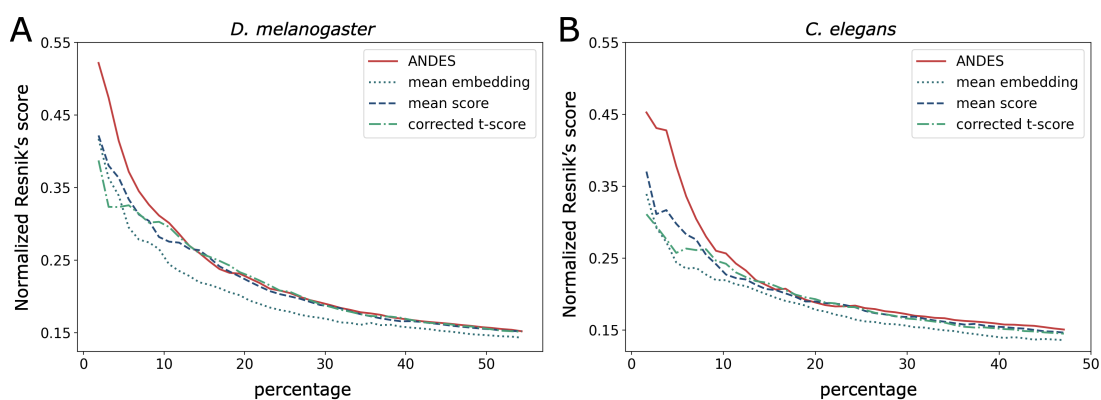 A
D. melanogaster
Normalized Resnik's score
0.55
0.45
0.35
0.25
0.15
ANDES
mean embedding
mean score
corrected t-score
0
10
20
30
40
50
percentage
B
C. elegans
Normalized Resnik's score
0.55
0.45
0.35
0.25
0.15
ANDES
mean embedding
mean score
corrected t-score
0
10
20
30
40
50
percentage